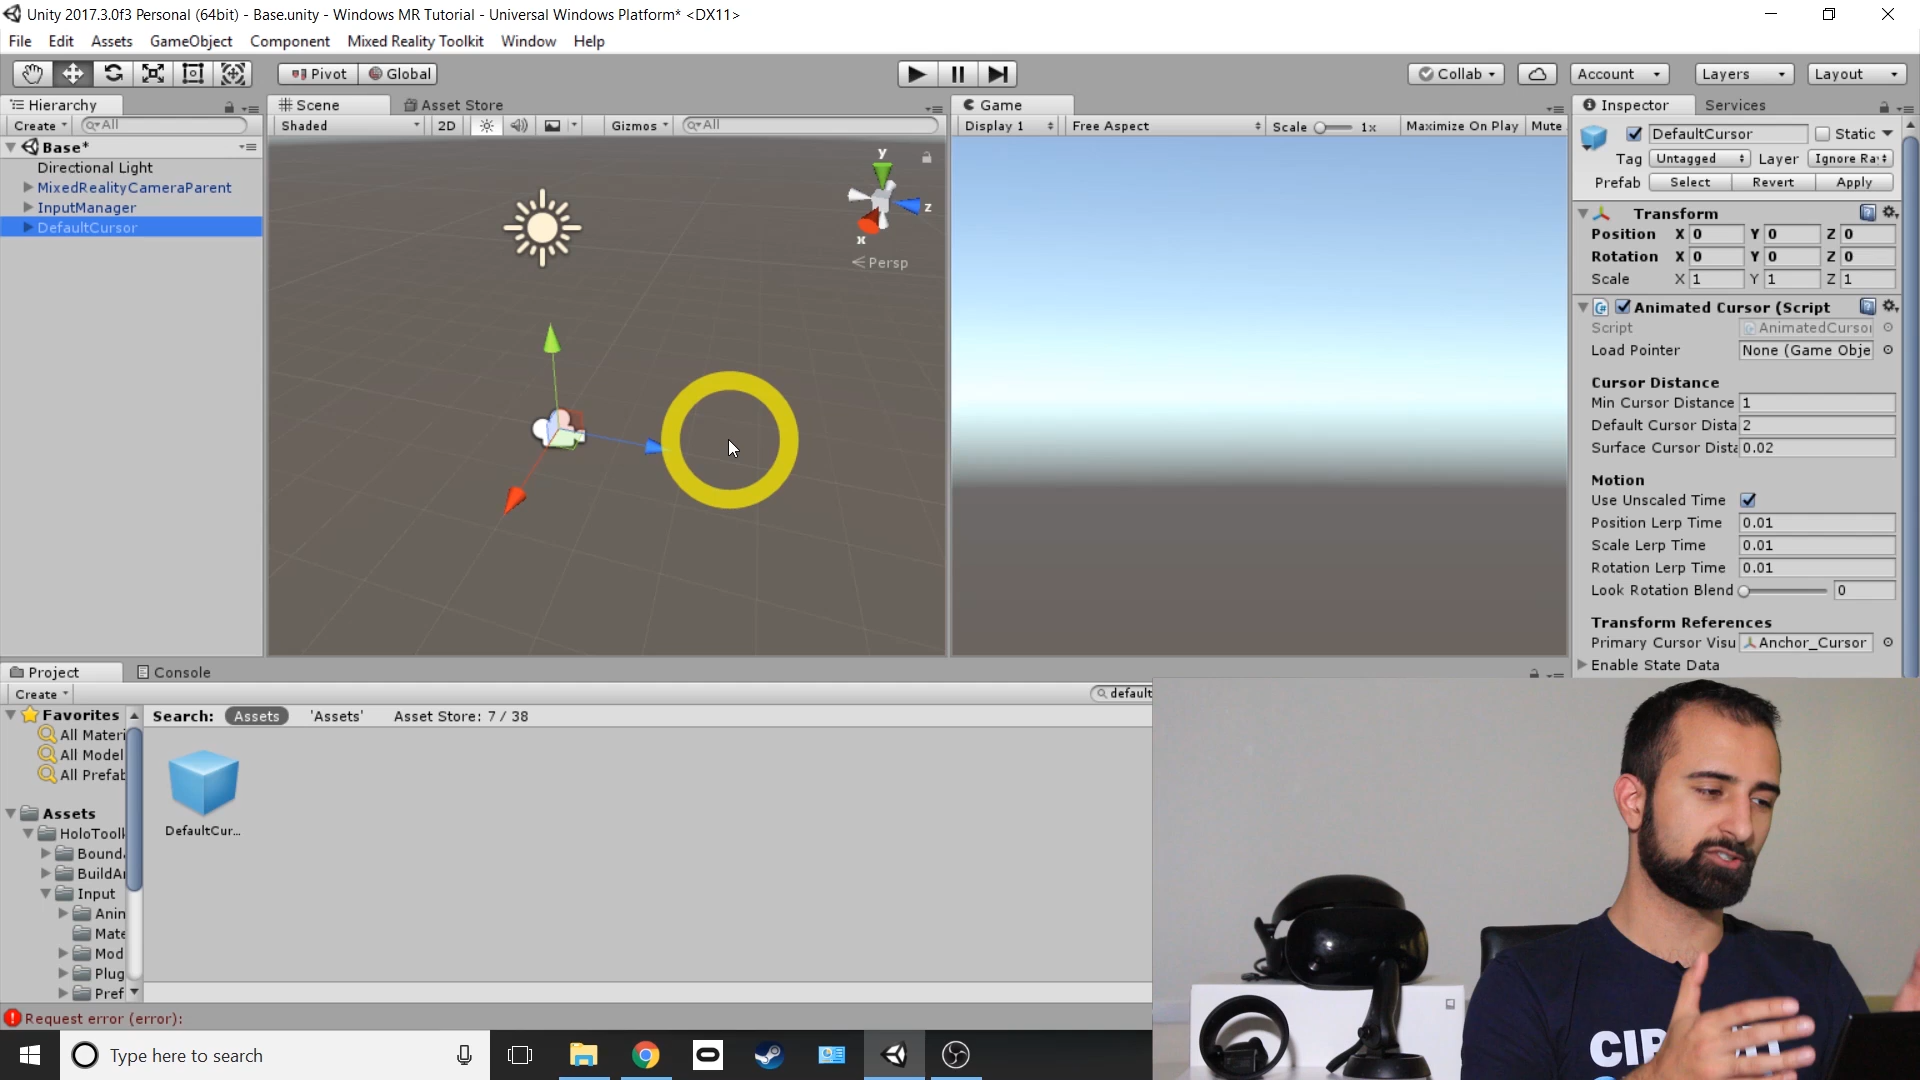 Unity 2017.3.0f3 Personal (64bit) - Base.unity - Windows MR Tutorial - Universal Windows Platform* <DX11>
File Edit Assets GameObject Component Mixed Reality Toolkit Window Help
Pivot Global Collab Account Layers Layout
Hierarchy
Create All
Base*
Directional Light
MixedRealityCameraParent
InputManager
DefaultCursor
Scene Asset Store
Shaded 2D Gizmos All
y
z
x
Persp
Game
Display 1 Free Aspect Scale 1x Maximize On Play Mute
Inspector Services
DefaultCursor Static
Tag Untagged Layer Ignore Ra
Prefab Select Revert Apply
Transform
Position X 0 Y 0 Z 0
Rotation X 0 Y 0 Z 0
Scale X 1 Y 1 Z 1
Animated Cursor (Script
Script AnimatedCursor
Load Pointer None (Game Obje
Cursor Distance
Min Cursor Distance 1
Default Cursor Dista 2
Surface Cursor Dista 0.02
Motion
Use Unscaled Time
Position Lerp Time 0.01
Scale Lerp Time 0.01
Rotation Lerp Time 0.01
Look Rotation Blend 0
Transform References
Primary Cursor Visu Anchor_Cursor
Enable State Data
Project Console
Create default
Favorites
All Materi
All Model
All Prefab
Assets
HoloToolk
Bound
BuildA
Input
Anin
Mate
Mod
Plug
Pref
Search: Assets 'Assets' Asset Store: 7 / 38
DefaultCur...
Request error (error):
Type here to search